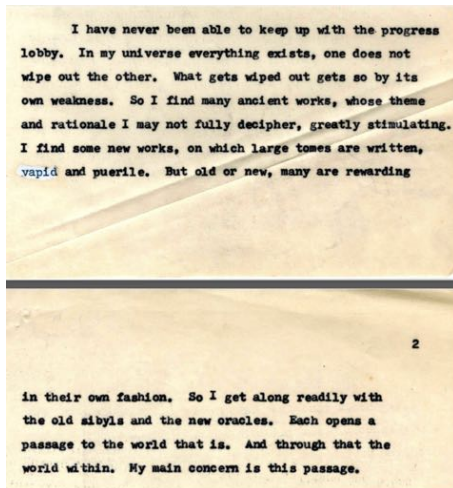 I have never been able to keep up with the progress
lobby. In my universe everything exists, one does not
wipe out the other. What gets wiped out gets so by its
own weakness. So I find many ancient works, whose theme
and rationale I may not fully decipher, greatly stimulating.
I find some new works, on which large tomes are written,
vapid and puerile. But old or new, many are rewarding
2
in their own fashion. So I get along readily with
the old sibyls and the new oracles. Each opens a
passage to the world that is. And through that the
world within. My main concern is this passage.